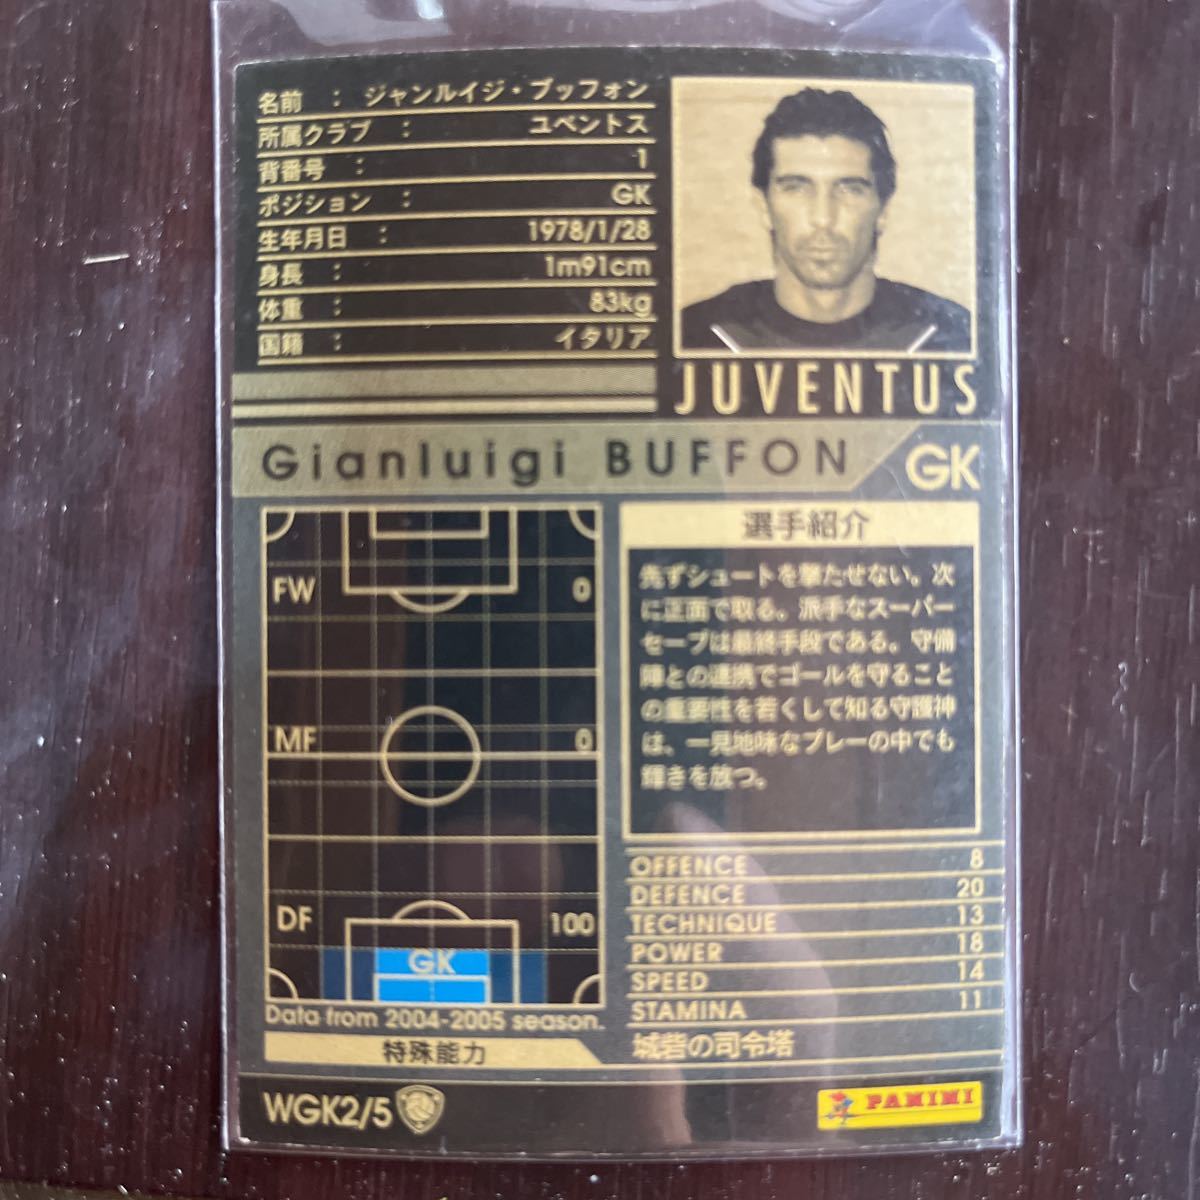 名前 : ジャンルイジ・ブッフォン
所属クラブ : ユベントス
背番号 : 1
ポジション : GK
生年月日 : 1978/1/28
身長 : 1m91cm
体重 : 83kg
国籍 : イタリア
JUVENTUS
Gianluigi BUFFON GK
FW 0
MF 0
DF 100
GK
Data from 2004-2005 season.
選手紹介
先ずシュートを撃たせない。次
に正面で取る。派手なスーパー
セーブは最終手段である。守備
陣との連携でゴールを守ること
の重要性を若くして知る守護神
は、一見地味なプレーの中でも
輝きを放つ。
OFFENCE 8
DEFENCE 20
TECHNIQUE 13
POWER 18
SPEED 14
STAMINA 11
特殊能力 城砦の司令塔
WGK2/5
PANINI